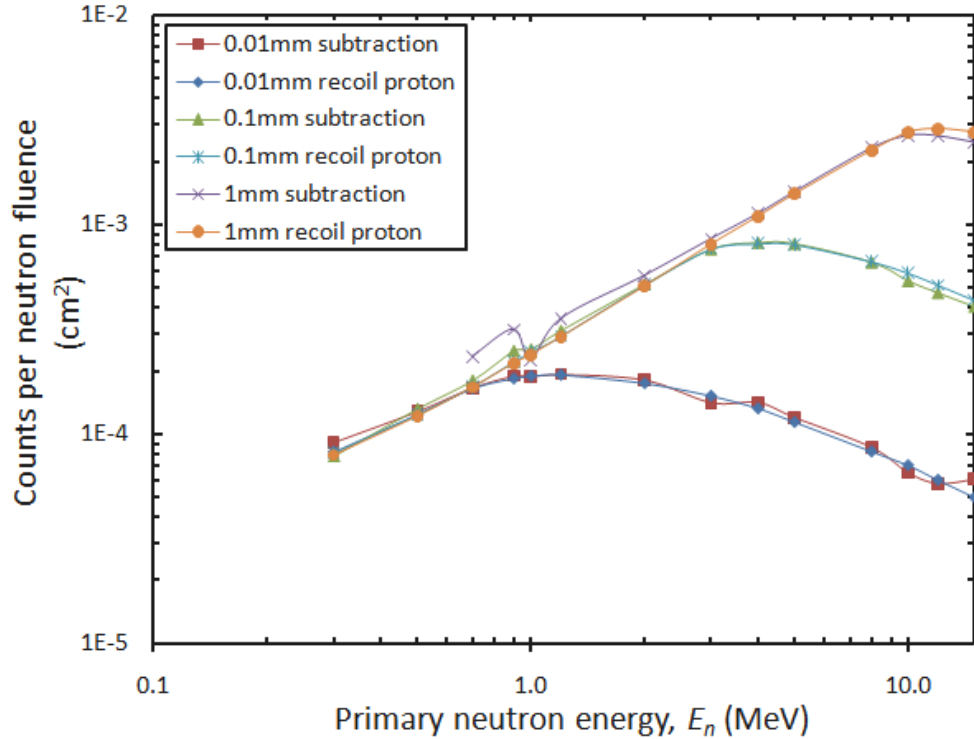 1E-2
0.01mm subtraction
0.01mm recoil proton
0.1mm subtraction
0.1mm recoil proton
1mm subtraction
1mm recoil proton
1E-3
1E-4
1E-5
Counts per neutron fluence
(cm²)
0.1
1.0
10.0
Primary neutron energy, Eₙ (MeV)